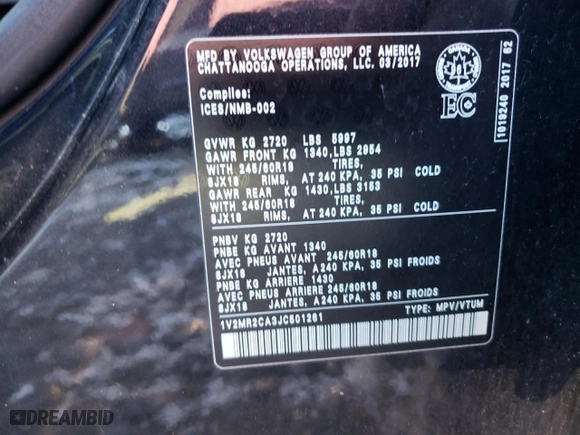 MFD BY VOLKSWAGEN GROUP OF AMERICA
CHATTANOOGA OPERATIONS, LLC. 03/2017
Complies:
ICES/NMB-002
CANADA
EC
1019240 2017 62
GVWR KG 2720 LBS 5997
GAWR FRONT KG 1340,LBS 2954
WITH 245/60R18 TIRES,
8JX18 RIMS, AT 240 KPA, 35 PSI COLD
GAWR REAR KG 1430,LBS 3153
WITH 245/60R18 TIRES,
8JX18 RIMS, AT 240 KPA, 35 PSI COLD
PNBV KG 2720
PNBE KG AVANT 1340
AVEC PNEUS AVANT 245/60R18
8JX18 JANTES, A 240 KPA, 35 PSI FROIDS
PNBE KG ARRIERE 1430
AVEC PNEUS ARRIERE 245/60R18
8JX18 JANTES, A 240 KPA, 35 PSI FROIDS
1V2MR2CA3JC501261 TYPE: MPV/VTUM
DREAMBID